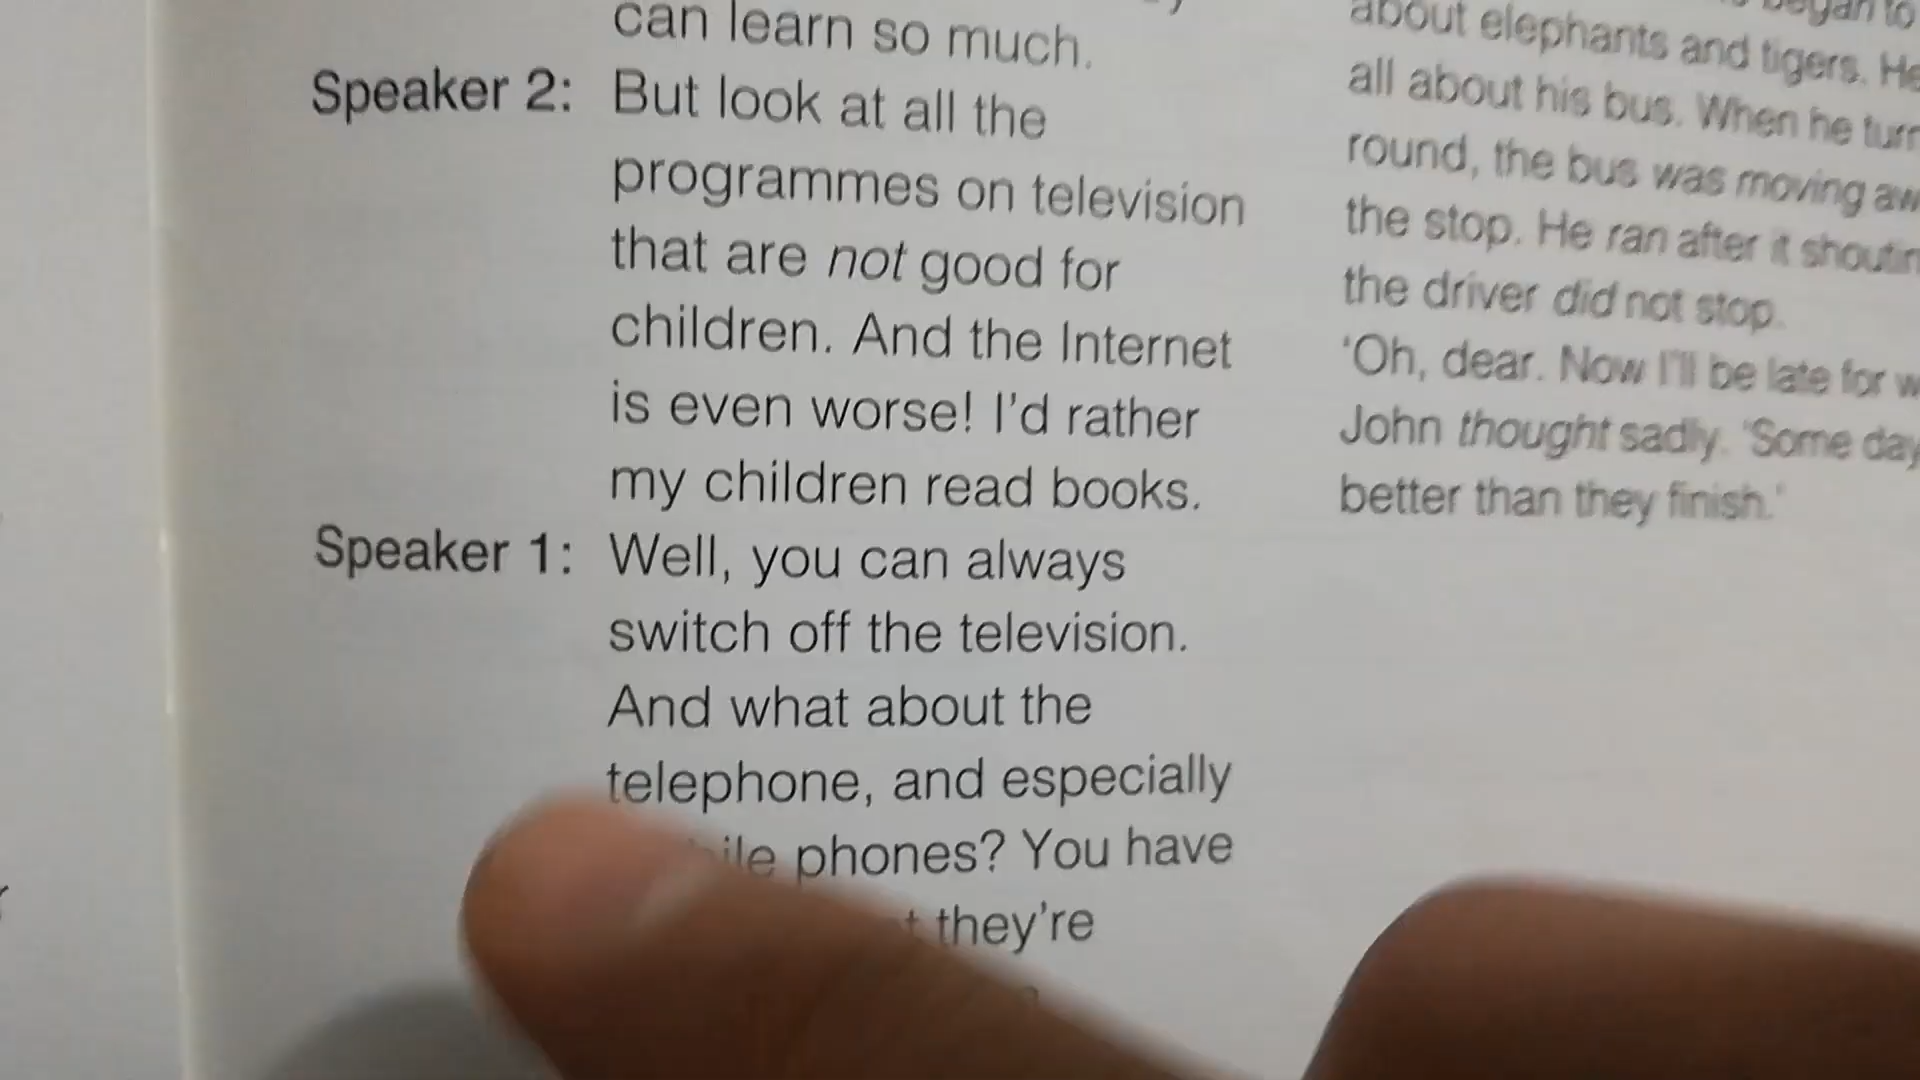 can learn so much.
Speaker 2: But look at all the
programmes on television
that are not good for
children. And the Internet
is even worse! I'd rather
my children read books.
Speaker 1: Well, you can always
switch off the television.
And what about the
telephone, and especially
phones? You have
they're
began to
about elephants and tigers. He
all about his bus. When he
round, the bus was moving
the stop. He ran after it
the driver did not stop.
'Oh, dear. Now I'll be late for
John thought sadly. 'Some
better than they finish.'